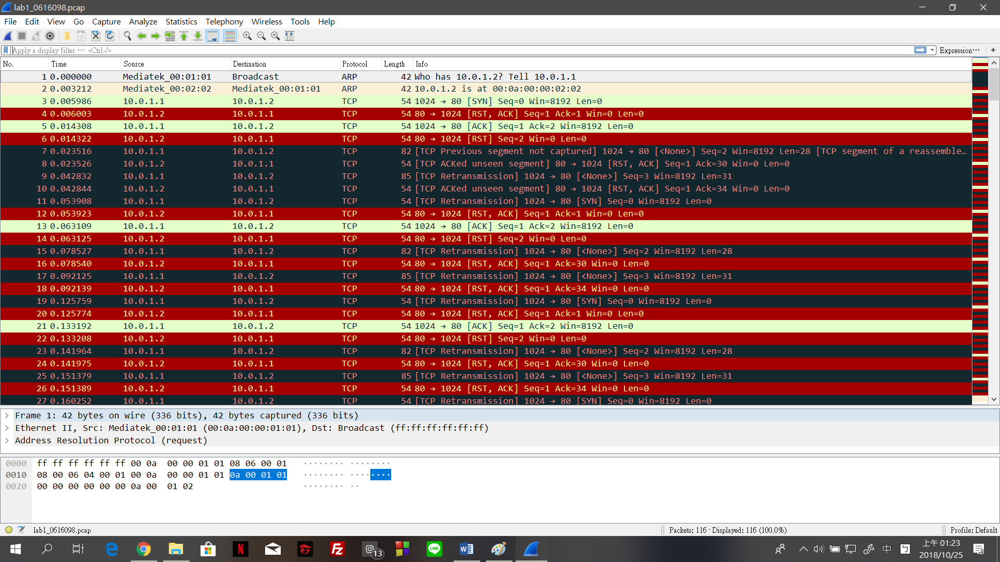 lab1_0616098.pcap
File Edit View Go Capture Analyze Statistics Telephony Wireless Tools Help
Apply a display filter … <Ctrl-/>
Expression…
+
No. Time Source Destination Protocol Length Info
1 0.000000 Mediatek_00:01:01 Broadcast ARP 42 Who has 10.0.1.2? Tell 10.0.1.1
2 0.003212 Mediatek_00:02:02 Mediatek_00:01:01 ARP 42 10.0.1.2 is at 00:0a:00:00:02:02
3 0.005986 10.0.1.1 10.0.1.2 TCP 54 1024 → 80 [SYN] Seq=0 Win=8192 Len=0
4 0.006003 10.0.1.2 10.0.1.1 TCP 54 80 → 1024 [RST, ACK] Seq=1 Ack=1 Win=0 Len=0
5 0.014308 10.0.1.1 10.0.1.2 TCP 54 1024 → 80 [ACK] Seq=1 Ack=2 Win=8192 Len=0
6 0.014322 10.0.1.2 10.0.1.1 TCP 54 80 → 1024 [RST] Seq=2 Win=0 Len=0
7 0.023516 10.0.1.1 10.0.1.2 TCP 82 [TCP Previous segment not captured] 1024 → 80 [<None>] Seq=2 Win=8192 Len=28 [TCP segment of a reassemble…
8 0.023526 10.0.1.2 10.0.1.1 TCP 54 [TCP ACKed unseen segment] 80 → 1024 [RST, ACK] Seq=1 Ack=30 Win=0 Len=0
9 0.042832 10.0.1.1 10.0.1.2 TCP 85 [TCP Retransmission] 1024 → 80 [<None>] Seq=3 Win=8192 Len=31
10 0.042844 10.0.1.2 10.0.1.1 TCP 54 [TCP ACKed unseen segment] 80 → 1024 [RST, ACK] Seq=1 Ack=34 Win=0 Len=0
11 0.053908 10.0.1.1 10.0.1.2 TCP 54 [TCP Retransmission] 1024 → 80 [SYN] Seq=0 Win=8192 Len=0
12 0.053923 10.0.1.2 10.0.1.1 TCP 54 80 → 1024 [RST, ACK] Seq=1 Ack=1 Win=0 Len=0
13 0.063109 10.0.1.1 10.0.1.2 TCP 54 1024 → 80 [ACK] Seq=1 Ack=2 Win=8192 Len=0
14 0.063125 10.0.1.2 10.0.1.1 TCP 54 80 → 1024 [RST] Seq=2 Win=0 Len=0
15 0.078527 10.0.1.1 10.0.1.2 TCP 82 [TCP Retransmission] 1024 → 80 [<None>] Seq=2 Win=8192 Len=28
16 0.078540 10.0.1.2 10.0.1.1 TCP 54 80 → 1024 [RST, ACK] Seq=1 Ack=30 Win=0 Len=0
17 0.092125 10.0.1.1 10.0.1.2 TCP 85 [TCP Retransmission] 1024 → 80 [<None>] Seq=3 Win=8192 Len=31
18 0.092139 10.0.1.2 10.0.1.1 TCP 54 80 → 1024 [RST, ACK] Seq=1 Ack=34 Win=0 Len=0
19 0.125759 10.0.1.1 10.0.1.2 TCP 54 [TCP Retransmission] 1024 → 80 [SYN] Seq=0 Win=8192 Len=0
20 0.125774 10.0.1.2 10.0.1.1 TCP 54 80 → 1024 [RST, ACK] Seq=1 Ack=1 Win=0 Len=0
21 0.133192 10.0.1.1 10.0.1.2 TCP 54 1024 → 80 [ACK] Seq=1 Ack=2 Win=8192 Len=0
22 0.133208 10.0.1.2 10.0.1.1 TCP 54 80 → 1024 [RST] Seq=2 Win=0 Len=0
23 0.141964 10.0.1.1 10.0.1.2 TCP 82 [TCP Retransmission] 1024 → 80 [<None>] Seq=2 Win=8192 Len=28
24 0.141975 10.0.1.2 10.0.1.1 TCP 54 80 → 1024 [RST, ACK] Seq=1 Ack=30 Win=0 Len=0
25 0.151379 10.0.1.1 10.0.1.2 TCP 85 [TCP Retransmission] 1024 → 80 [<None>] Seq=3 Win=8192 Len=31
26 0.151389 10.0.1.2 10.0.1.1 TCP 54 80 → 1024 [RST, ACK] Seq=1 Ack=34 Win=0 Len=0
27 0.160252 10.0.1.1 10.0.1.2 TCP 54 [TCP Retransmission] 1024 → 80 [SYN] Seq=0 Win=8192 Len=0
Frame 1: 42 bytes on wire (336 bits), 42 bytes captured (336 bits)
Ethernet II, Src: Mediatek_00:01:01 (00:0a:00:00:01:01), Dst: Broadcast (ff:ff:ff:ff:ff:ff)
Address Resolution Protocol (request)
0000 ff ff ff ff ff ff 00 0a 00 00 01 01 08 06 00 01 ········ ········
0010 08 00 06 04 00 01 00 0a 00 00 01 01 0a 00 01 01 ········ ········
0020 00 00 00 00 00 00 0a 00 01 02 ········ ··
lab1_0616098.pcap
Packets: 116 · Displayed: 116 (100.0%)
Profile: Default
13
中
上午 01:23
2018/10/25